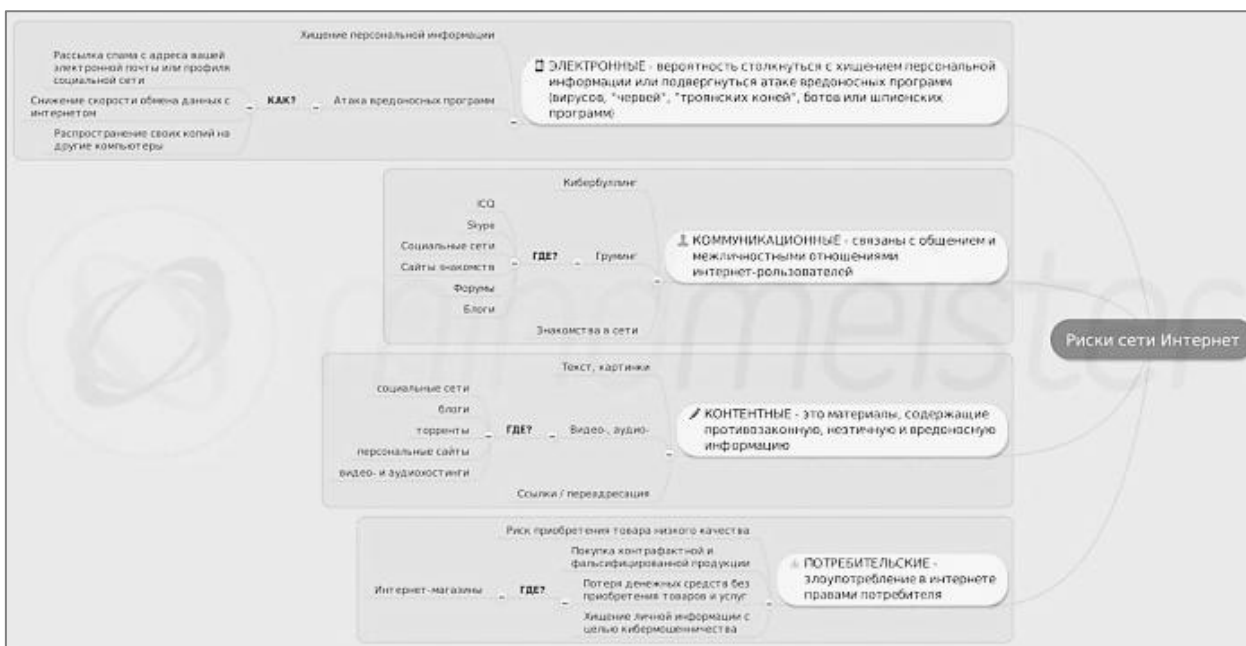 Хищение персональной информации
Рассылка спама с адреса вашей
электронной почты или профиля
социальной сети
Снижение скорости обмена данных с
интернетом
Распространение своих копий на
другие компьютеры
КАК?
Атака вредоносных программ
ЭЛЕКТРОННЫЕ - вероятность столкнуться с хищением персональной
информации или подвергнуться атаке вредоносных программ
(вирусов, "червей", "троянских коней", ботов или шпионских
программ)
Кибербуллинг
ICQ
Skype
Социальные сети
Сайты знакомств
Форумы
Блоги
ГДЕ?
Груминг
Знакомства в сети
КОММУНИКАЦИОННЫЕ - связаны с общением и
межличностными отношениями
интернет-рользователей
Текст, картинки
социальные сети
блоги
торренты
персональные сайты
видео- и аудиохостинги
ГДЕ?
Видео-, аудио-
Ссылки / переадресация
КОНТЕНТНЫЕ - это материалы, содержащие
противозаконную, неэтичную и вредоносную
информацию
Риск приобретения товара низкого качества
Покупка контрафактной и
фальсифицированной продукции
Интернет-магазины
ГДЕ?
Потеря денежных средств без
приобретения товаров и услуг
Хищение личной информации с
целью кибермошенничества
ПОТРЕБИТЕЛЬСКИЕ -
злоупотребление в интернете
правами потребителя
Риски сети Интернет
mindmeister